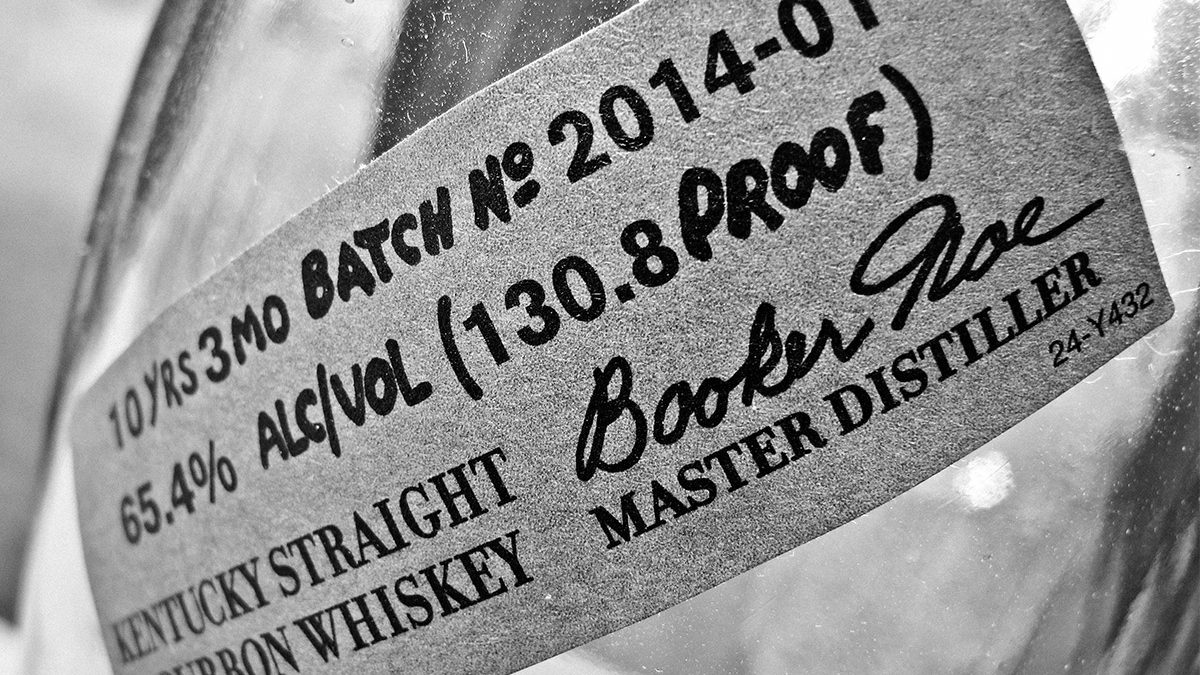 10 YRS 3 MO BATCH Nº 2014-01
65.4% ALC/VOL (130.8 PROOF)
KENTUCKY STRAIGHT
BOURBON WHISKEY
Booker Noe
MASTER DISTILLER
24-Y432